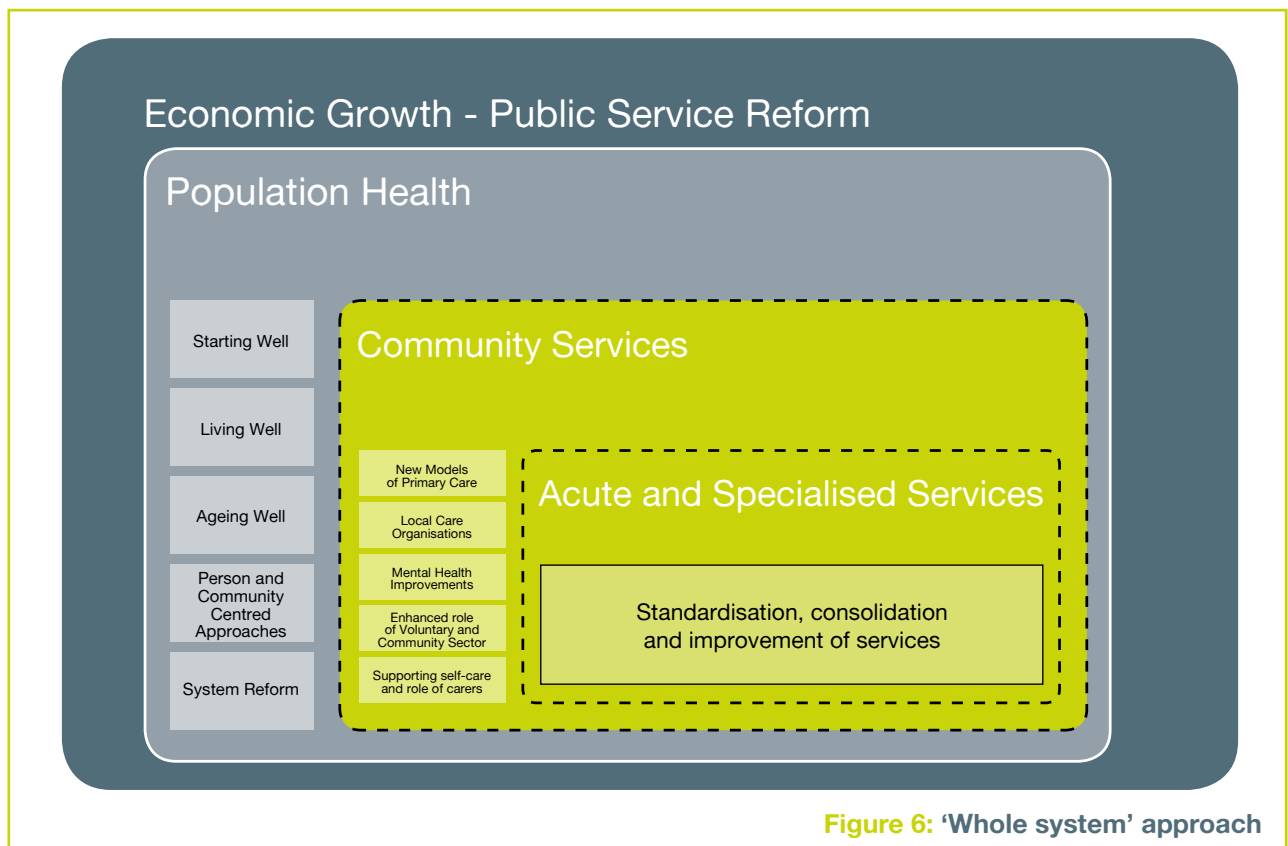 Economic Growth - Public Service Reform
Population Health
Starting Well
Living Well
Ageing Well
Person and
Community
Centred
Approaches
System Reform
Community Services
New Models
of Primary Care
Local Care
Organisations
Mental Health
Improvements
Enhanced role
of Voluntary and
Community Sector
Supporting self-care
and role of carers
Acute and Specialised Services
Standardisation, consolidation
and improvement of services
Figure 6: ‘Whole system’ approach